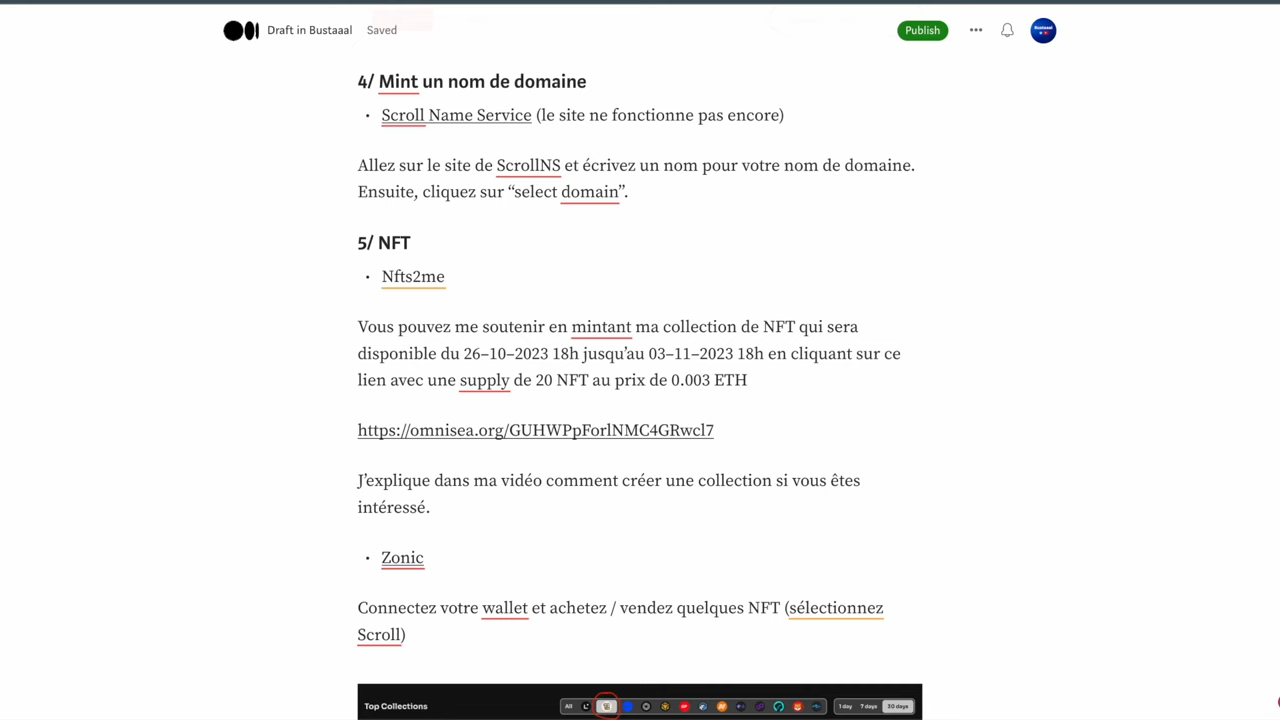 Draft in Bustaaal Saved Publish
4/ Mint un nom de domaine
Scroll Name Service (le site ne fonctionne pas encore)
Allez sur le site de ScrollNS et écrivez un nom pour votre nom de domaine.
Ensuite, cliquez sur “select domain”.
5/ NFT
Nfts2me
Vous pouvez me soutenir en mintant ma collection de NFT qui sera
disponible du 26–10–2023 18h jusqu’au 03–11–2023 18h en cliquant sur ce
lien avec une supply de 20 NFT au prix de 0.003 ETH
https://omnisea.org/GUHWPpForlNMC4GRwcl7
J’explique dans ma vidéo comment créer une collection si vous êtes
intéressé.
Zonic
Connectez votre wallet et achetez / vendez quelques NFT (sélectionnez
Scroll)
Top Collections All 1 day 7 days 30 days